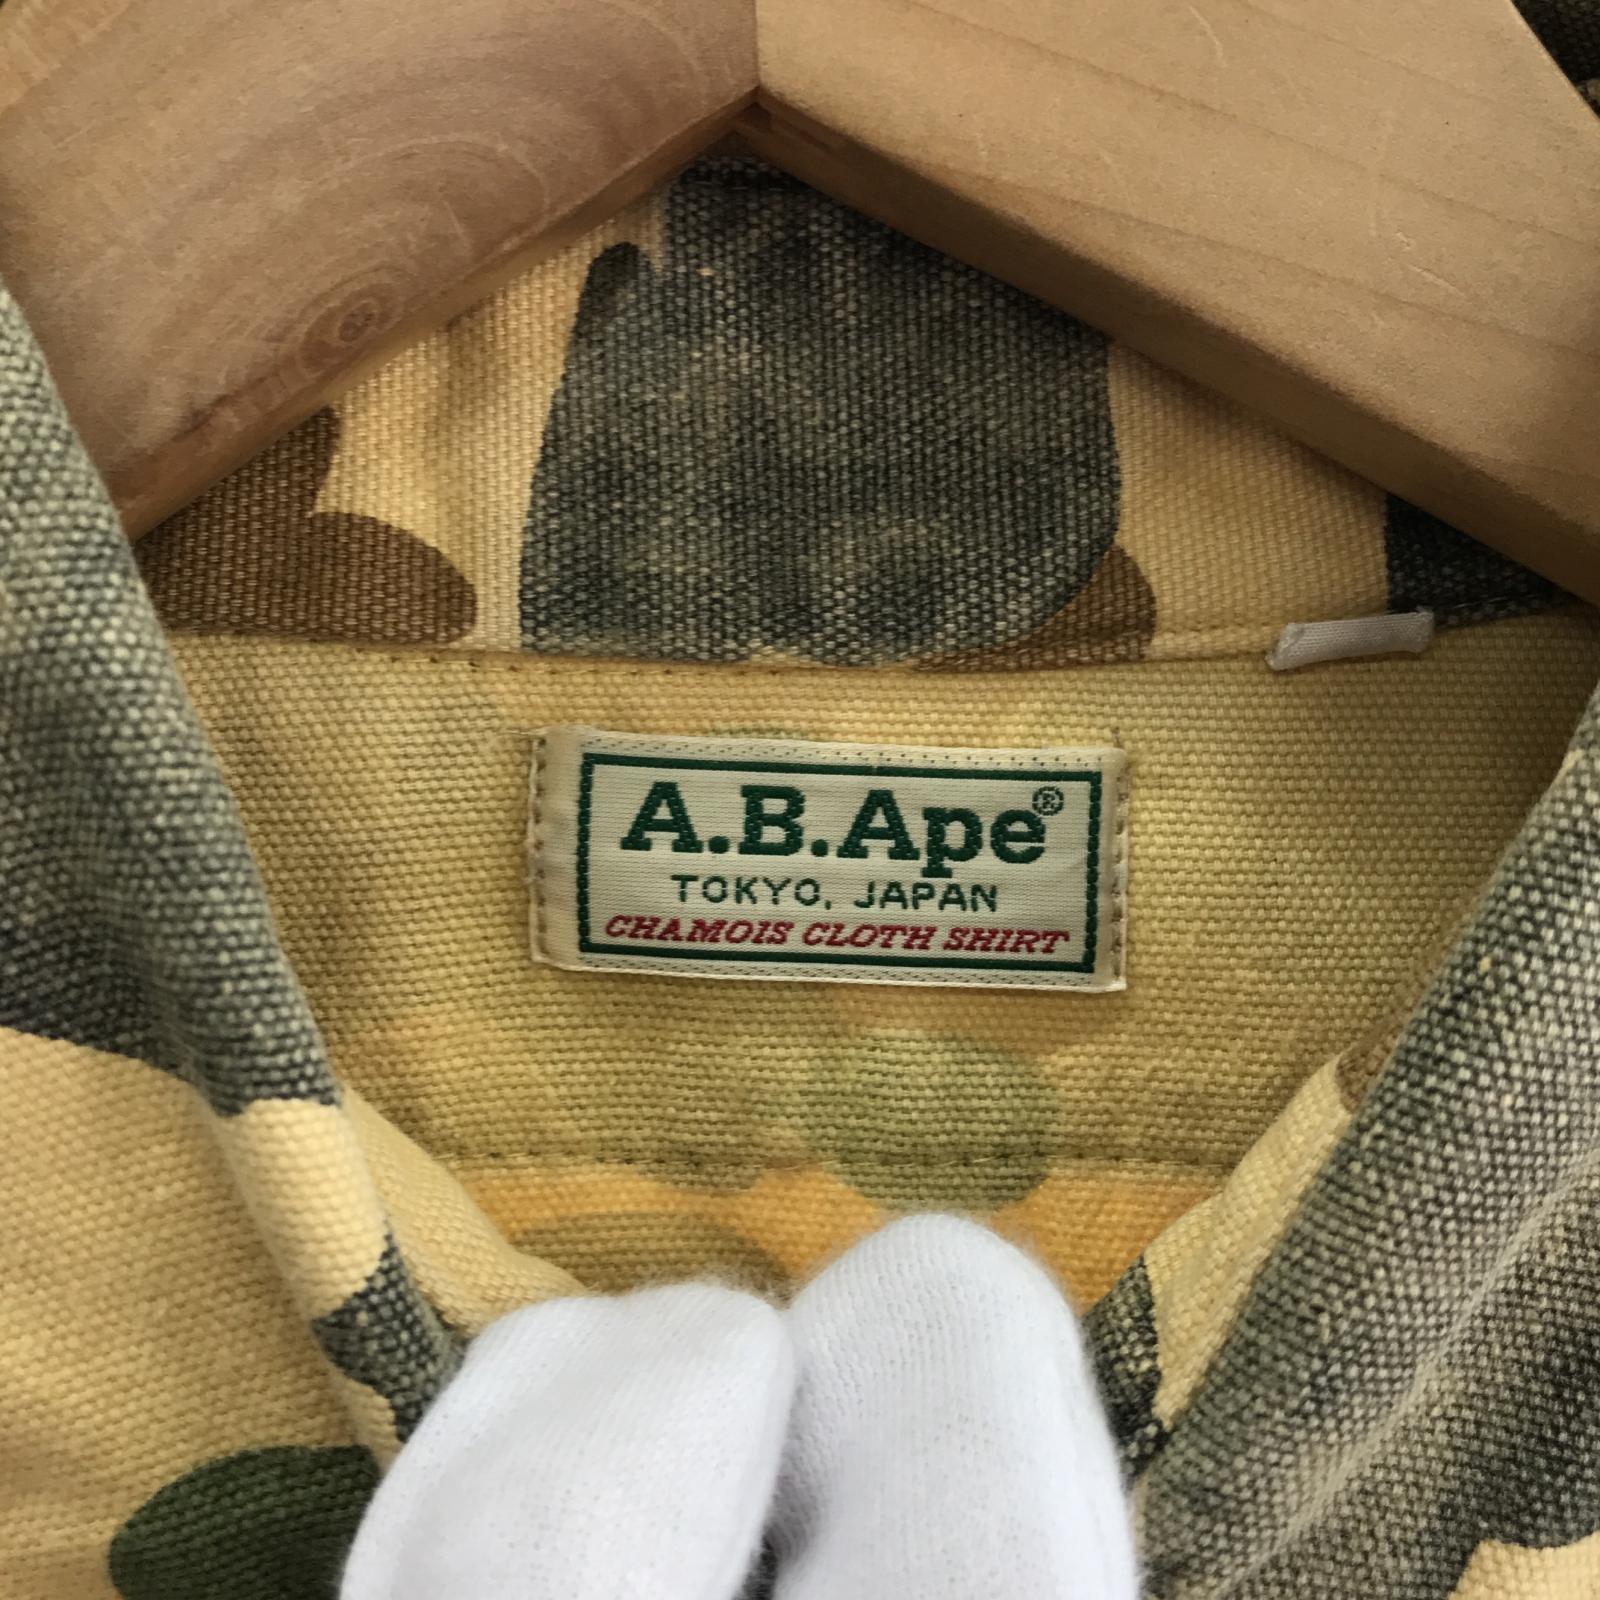 A.B.Ape®
TOKYO, JAPAN
CHAMOIS CLOTH SHIRT